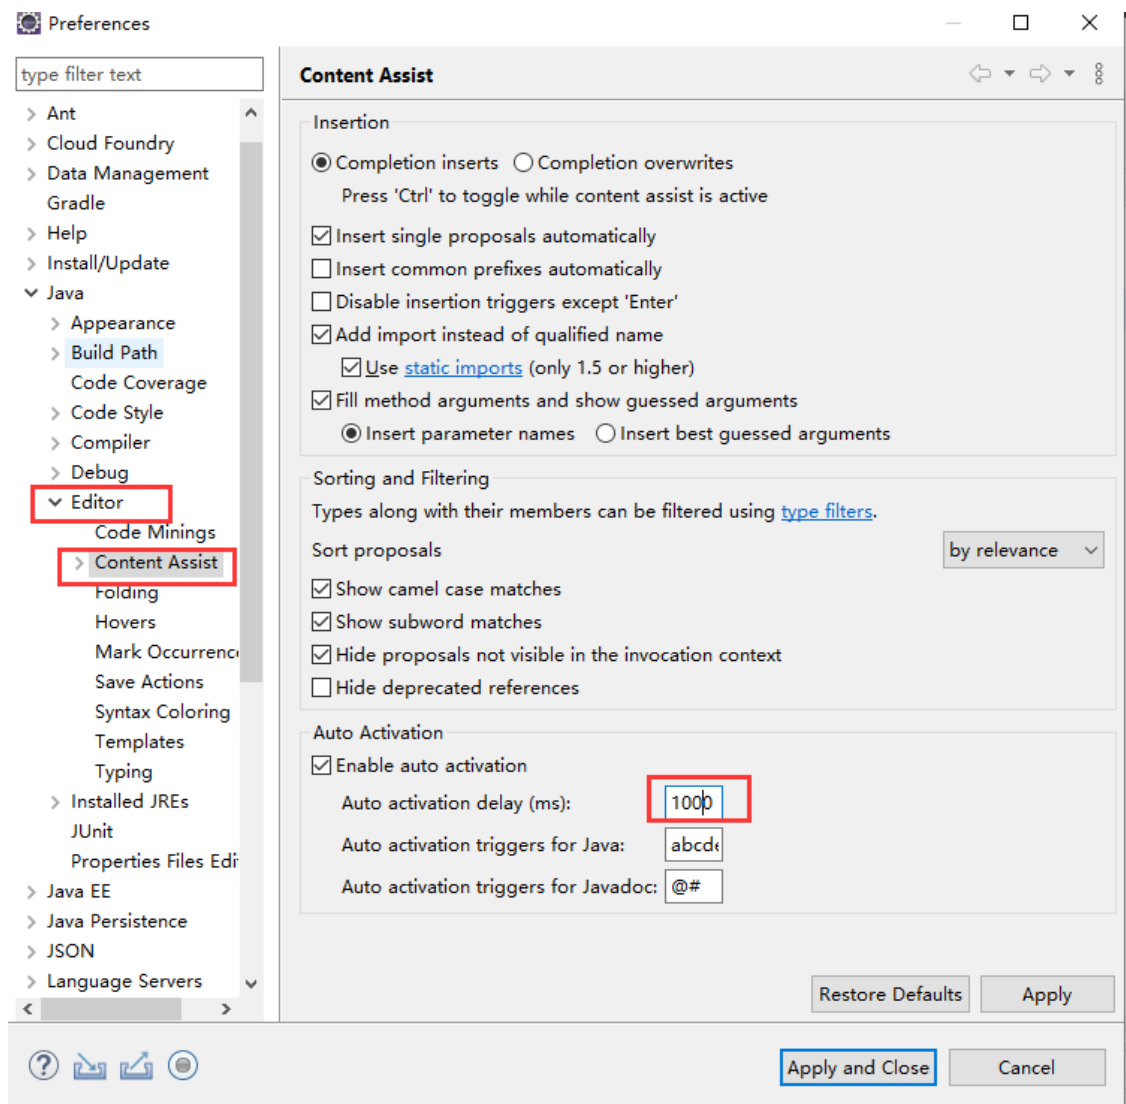 Preferences
type filter text
Content Assist
Ant
Cloud Foundry
Data Management
Gradle
Help
Install/Update
Java
Appearance
Build Path
Code Coverage
Code Style
Compiler
Debug
Editor
Code Minings
Content Assist
Folding
Hovers
Mark Occurrence
Save Actions
Syntax Coloring
Templates
Typing
Installed JREs
JUnit
Properties Files Edi
Java EE
Java Persistence
JSON
Language Servers
Insertion
Completion inserts Completion overwrites
Press 'Ctrl' to toggle while content assist is active
Insert single proposals automatically
Insert common prefixes automatically
Disable insertion triggers except 'Enter'
Add import instead of qualified name
Use static imports (only 1.5 or higher)
Fill method arguments and show guessed arguments
Insert parameter names Insert best guessed arguments
Sorting and Filtering
Types along with their members can be filtered using type filters.
Sort proposals by relevance
Show camel case matches
Show subword matches
Hide proposals not visible in the invocation context
Hide deprecated references
Auto Activation
Enable auto activation
Auto activation delay (ms): 1000
Auto activation triggers for Java: abcde
Auto activation triggers for Javadoc: @#
Restore Defaults Apply
Apply and Close Cancel